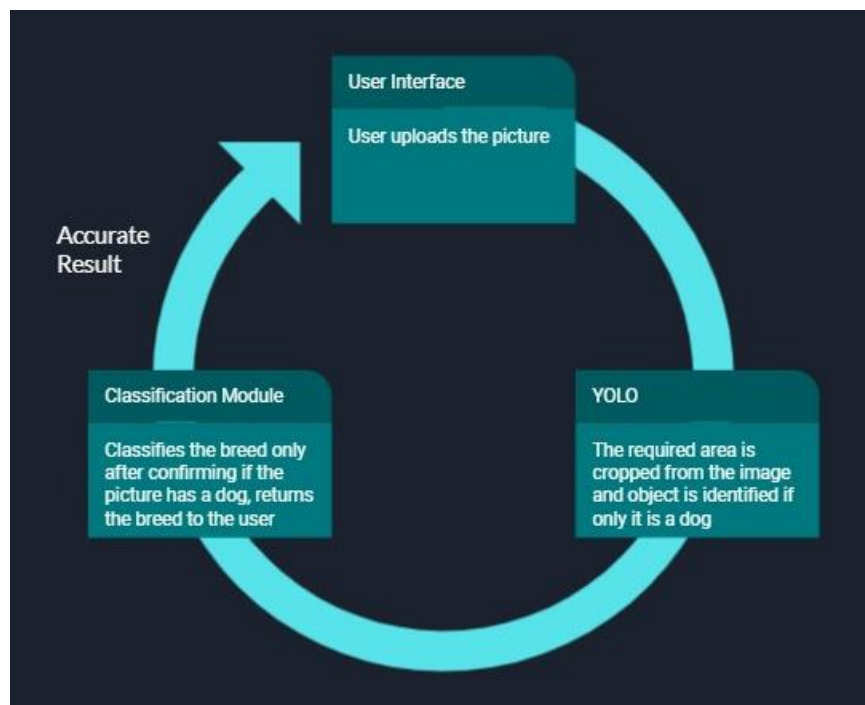 User Interface
User uploads the picture
Accurate
Result
Classification Module
Classifies the breed only
after confirming if the
picture has a dog, returns
the breed to the user
YOLO
The required area is
cropped from the image
and object is identified if
only it is a dog